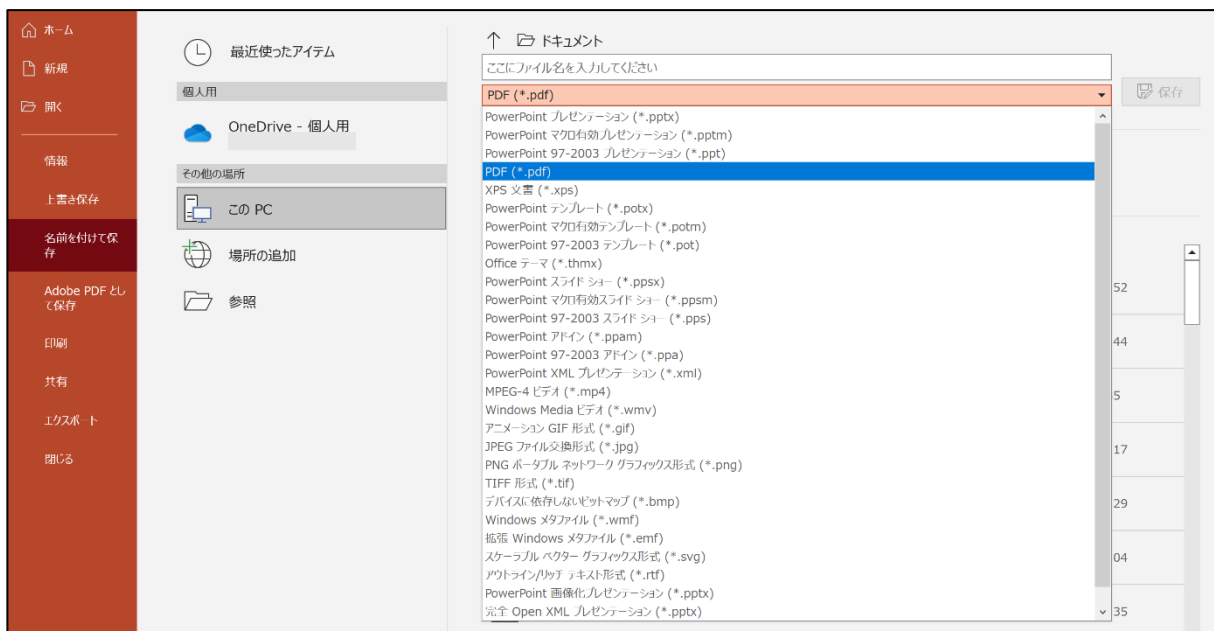 ホーム
新規
開く
情報
上書き保存
名前を付けて保
存
Adobe PDF とし
て保存
印刷
共有
エクスポート
閉じる
最近使ったアイテム
個人用
OneDrive - 個人用
その他の場所
この PC
場所の追加
参照
ドキュメント
ここにファイル名を入力してください
PDF (*.pdf)
保存
PowerPoint プレゼンテーション (*.pptx)
PowerPoint マクロ有効プレゼンテーション (*.pptm)
PowerPoint 97-2003 プレゼンテーション (*.ppt)
PDF (*.pdf)
XPS 文書 (*.xps)
PowerPoint テンプレート (*.potx)
PowerPoint マクロ有効テンプレート (*.potm)
PowerPoint 97-2003 テンプレート (*.pot)
Office テーマ (*.thmx)
PowerPoint スライド ショー (*.ppsx)
PowerPoint マクロ有効スライド ショー (*.ppsm)
PowerPoint 97-2003 スライド ショー (*.pps)
PowerPoint アドイン (*.ppam)
PowerPoint 97-2003 アドイン (*.ppa)
PowerPoint XML プレゼンテーション (*.xml)
MPEG-4 ビデオ (*.mp4)
Windows Media ビデオ (*.wmv)
アニメーション GIF 形式 (*.gif)
JPEG ファイル交換形式 (*.jpg)
PNG ポータブル ネットワーク グラフィックス形式 (*.png)
TIFF 形式 (*.tif)
デバイスに依存しないビットマップ (*.bmp)
Windows メタファイル (*.wmf)
拡張 Windows メタファイル (*.emf)
スケーラブル ベクター グラフィックス形式 (*.svg)
アウトライン/リッチ テキスト形式 (*.rtf)
PowerPoint 画像化プレゼンテーション (*.pptx)
完全 Open XML プレゼンテーション (*.pptx)
52
44
5
17
29
04
35